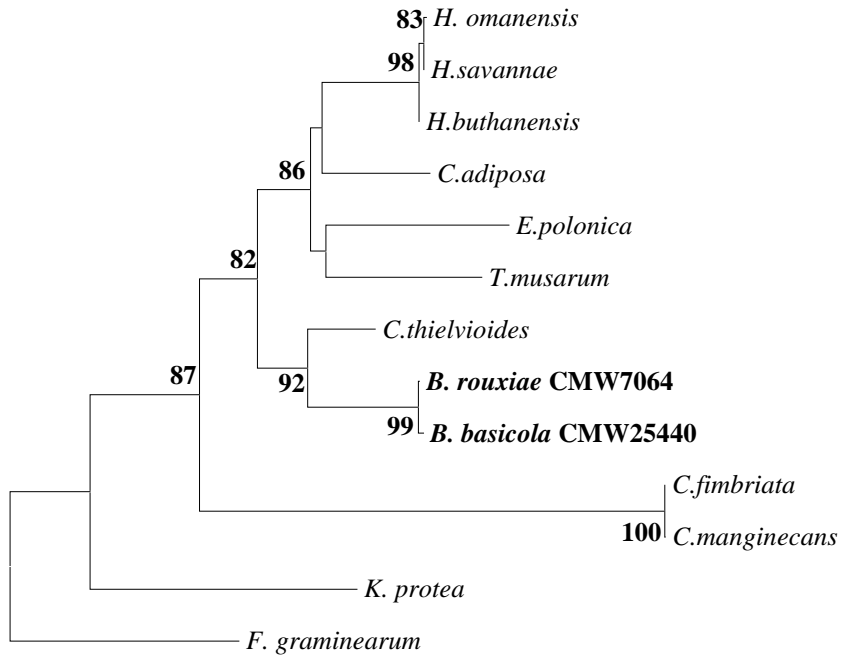 83 H. omanensis
98 H.savannae
H.buthanensis
86 C.adiposa
E.polonica
82 T.musarum
C.thielvioides
87 92 B. rouxiae CMW7064
99 B. basicola CMW25440
C.fimbriata
100 C.manginecans
K. protea
F. graminearum